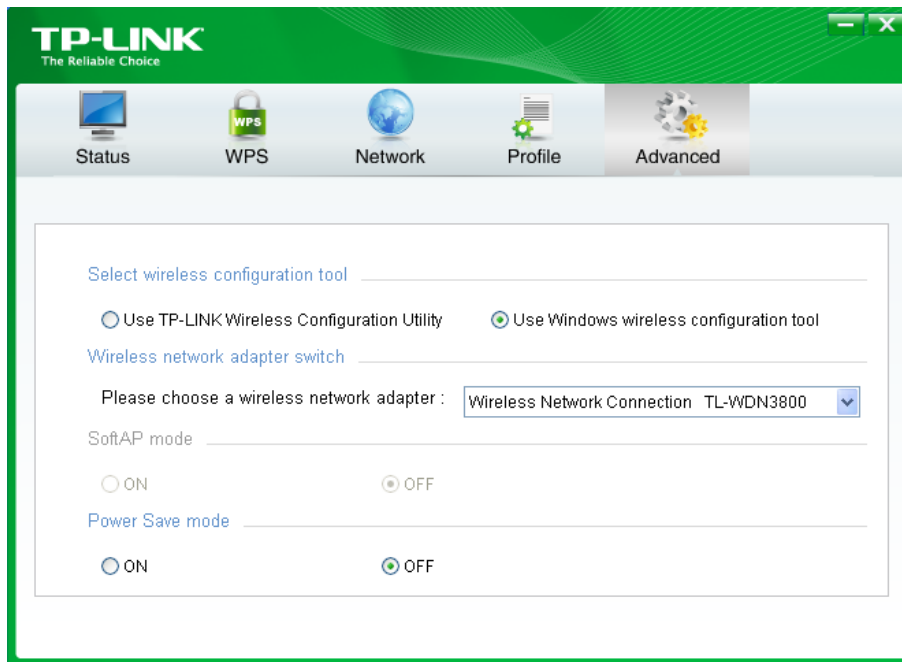 TP-LINK
The Reliable Choice
WPS
Status WPS Network Profile Advanced
Select wireless configuration tool
Use TP-LINK Wireless Configuration Utility Use Windows wireless configuration tool
Wireless network adapter switch
Please choose a wireless network adapter : Wireless Network Connection TL-WDN3800
SoftAP mode
ON OFF
Power Save mode
ON OFF